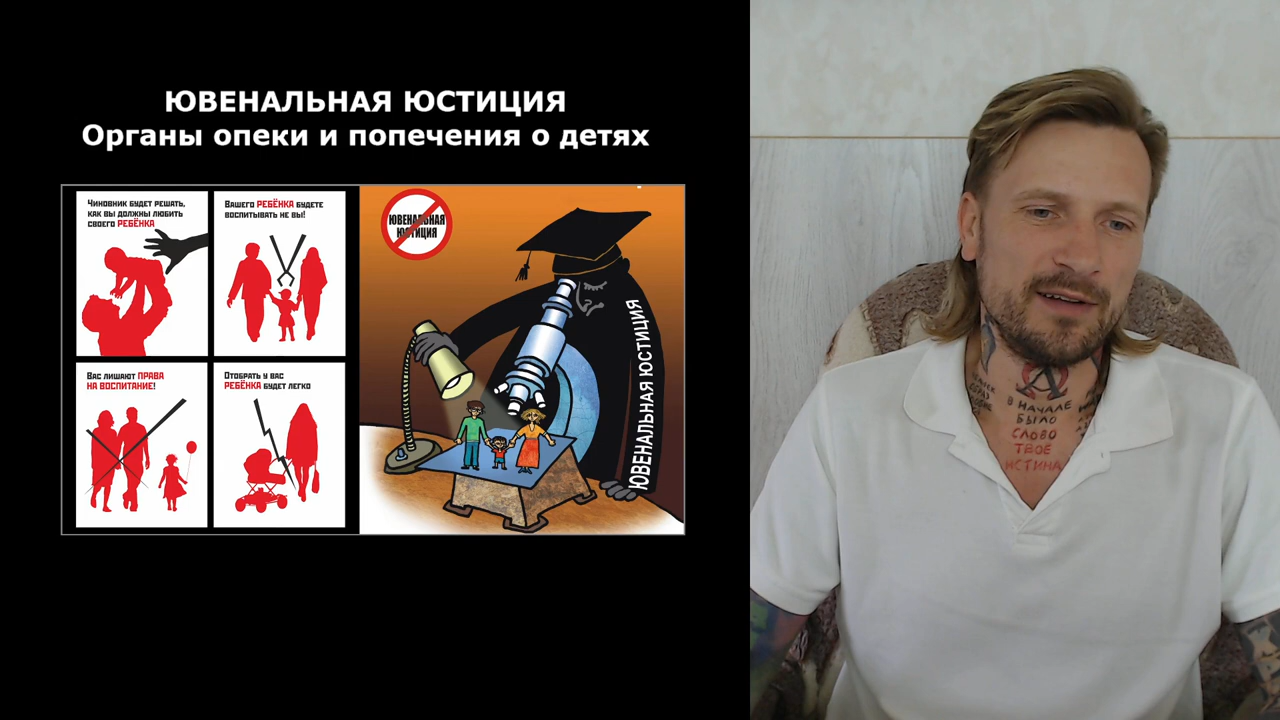 ЮВЕНАЛЬНАЯ ЮСТИЦИЯ
Органы опеки и попечения о детях
Чиновник будет решать,
как вы должны любить
своего РЕБЁНКА
Вашего РЕБЁНКА будете
воспитывать не вы!
Вас лишают ПРАВА
НА ВОСПИТАНИЕ!
Отобрать у вас
РЕБЁНКА будет легко
ЮВЕНАЛЬНАЯ
ЮСТИЦИЯ
ЮВЕНАЛЬНАЯ ЮСТИЦИЯ
В НАЧАЛЕ
БЫЛО
СЛОВО
ТВОЁ
ИСТИНА